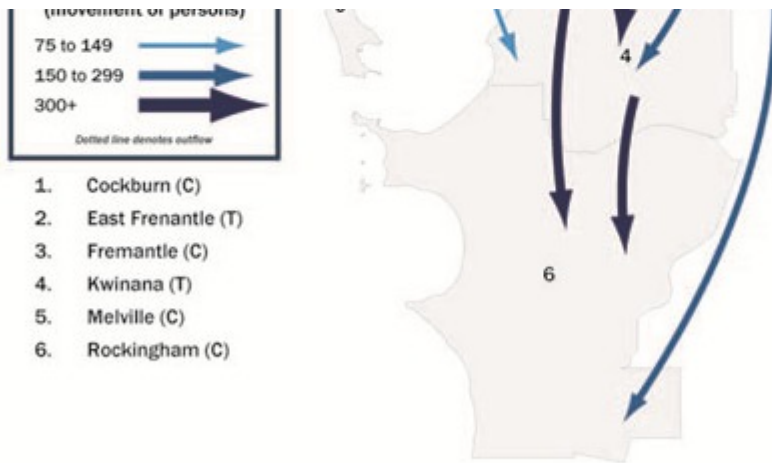 (movement of persons)
75 to 149
150 to 299
300+
Dotted line denotes outflow
1. Cockburn (C)
2. East Frenantle (T)
3. Fremantle (C)
4. Kwinana (T)
5. Melville (C)
6. Rockingham (C)
4
6